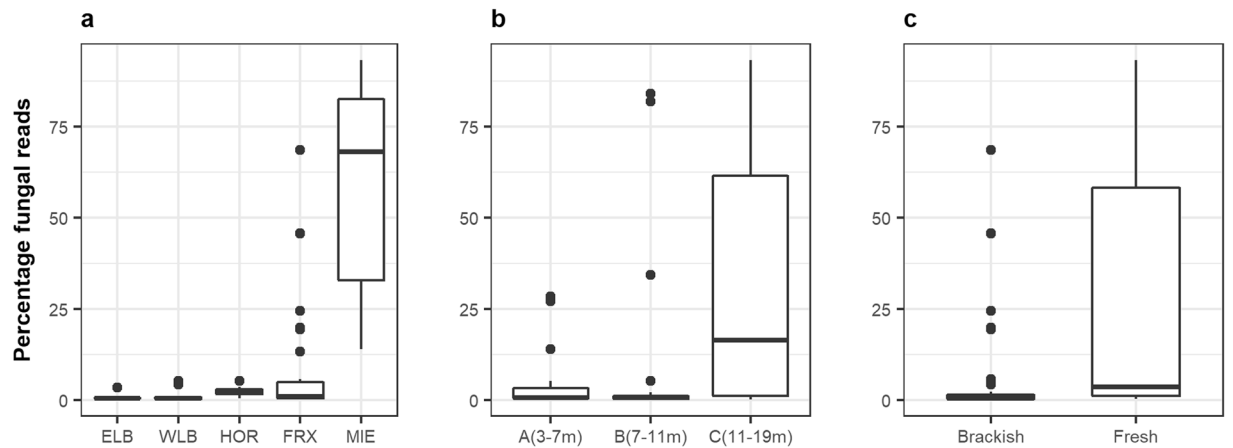 a b c
Percentage fungal reads
75 75 75
50 50 50
25 25 25
0 0 0
ELB WLB HOR FRX MIE A(3-7m) B(7-11m) C(11-19m) Brackish Fresh